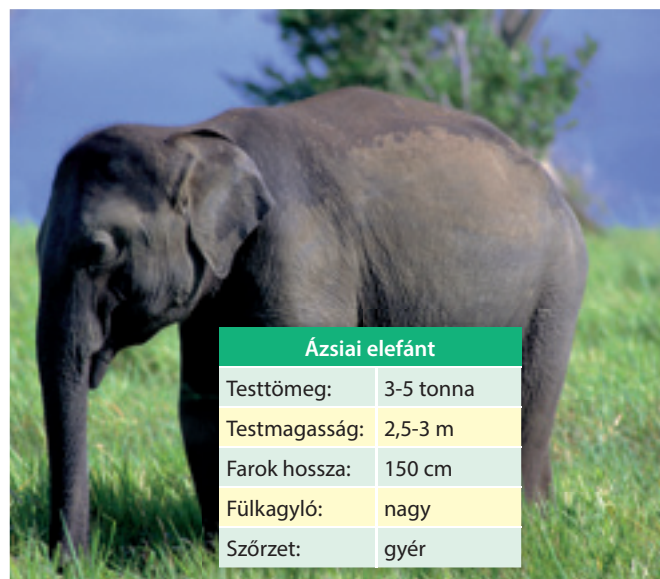 Ázsiai elefánt
Testtömeg: 3-5 tonna
Testmagasság: 2,5-3 m
Farok hossza: 150 cm
Fülkagyló: nagy
Szőrzet: gyér